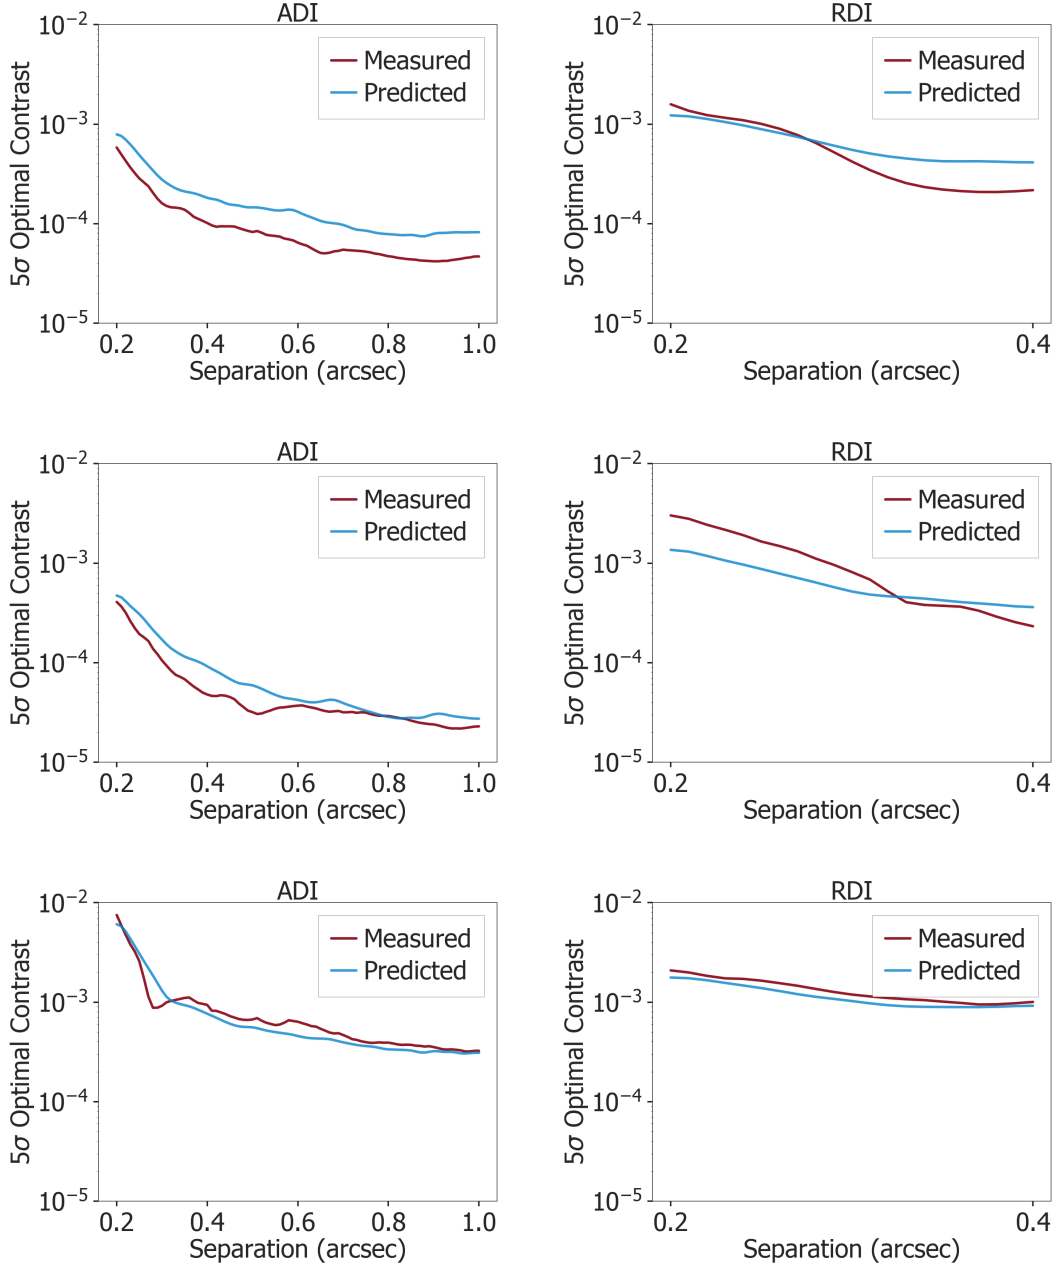 ADI
5σ Optimal Contrast
10⁻²
10⁻³
10⁻⁴
10⁻⁵
Measured
Predicted
0.2 0.4 0.6 0.8 1.0
Separation (arcsec)
RDI
5σ Optimal Contrast
10⁻²
10⁻³
10⁻⁴
10⁻⁵
Measured
Predicted
0.2 0.4
Separation (arcsec)
ADI
5σ Optimal Contrast
10⁻²
10⁻³
10⁻⁴
10⁻⁵
Measured
Predicted
0.2 0.4 0.6 0.8 1.0
Separation (arcsec)
RDI
5σ Optimal Contrast
10⁻²
10⁻³
10⁻⁴
10⁻⁵
Measured
Predicted
0.2 0.4
Separation (arcsec)
ADI
5σ Optimal Contrast
10⁻²
10⁻³
10⁻⁴
10⁻⁵
Measured
Predicted
0.2 0.4 0.6 0.8 1.0
Separation (arcsec)
RDI
5σ Optimal Contrast
10⁻²
10⁻³
10⁻⁴
10⁻⁵
Measured
Predicted
0.2 0.4
Separation (arcsec)